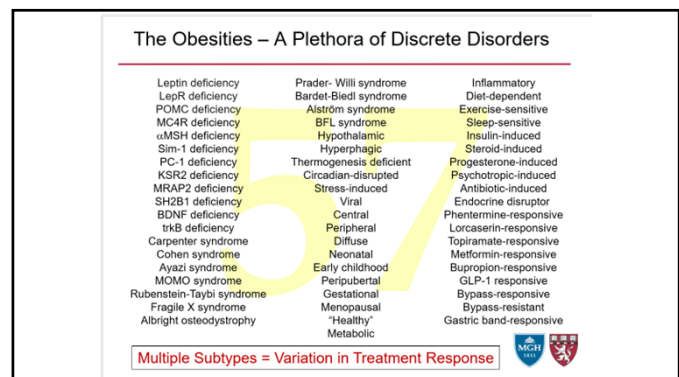 The Obesities – A Plethora of Discrete Disorders
57
Leptin deficiency
LepR deficiency
POMC deficiency
MC4R deficiency
αMSH deficiency
Sim-1 deficiency
PC-1 deficiency
KSR2 deficiency
MRAP2 deficiency
SH2B1 deficiency
BDNF deficiency
trkB deficiency
Carpenter syndrome
Cohen syndrome
Ayazi syndrome
MOMO syndrome
Rubenstein-Taybi syndrome
Fragile X syndrome
Albright osteodystrophy
Prader- Willi syndrome
Bardet-Biedl syndrome
Alström syndrome
BFL syndrome
Hypothalamic
Hyperphagic
Thermogenesis deficient
Circadian-disrupted
Stress-induced
Viral
Central
Peripheral
Diffuse
Neonatal
Early childhood
Peripubertal
Gestational
Menopausal
“Healthy”
Metabolic
Inflammatory
Diet-dependent
Exercise-sensitive
Sleep-sensitive
Insulin-induced
Steroid-induced
Progesterone-induced
Psychotropic-induced
Antibiotic-induced
Endocrine disruptor
Phentermine-responsive
Lorcaserin-responsive
Topiramate-responsive
Metformin-responsive
Bupropion-responsive
GLP-1 responsive
Bypass-responsive
Bypass-resistant
Gastric band-responsive
Multiple Subtypes = Variation in Treatment Response
MGH
1811